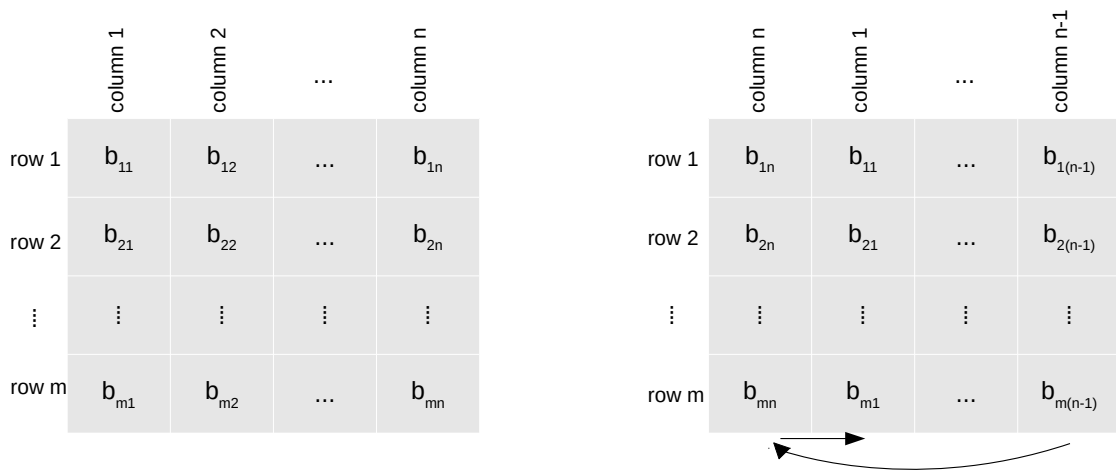 column 1 column 2 ... column n
row 1 b11 b12 ... b1n
row 2 b21 b22 ... b2n
⋮ ⋮ ⋮ ⋮ ⋮
row m bm1 bm2 ... bmn
column n column 1 ... column n-1
row 1 b1n b11 ... b1(n-1)
row 2 b2n b21 ... b2(n-1)
⋮ ⋮ ⋮ ⋮ ⋮
row m bmn bm1 ... bm(n-1)